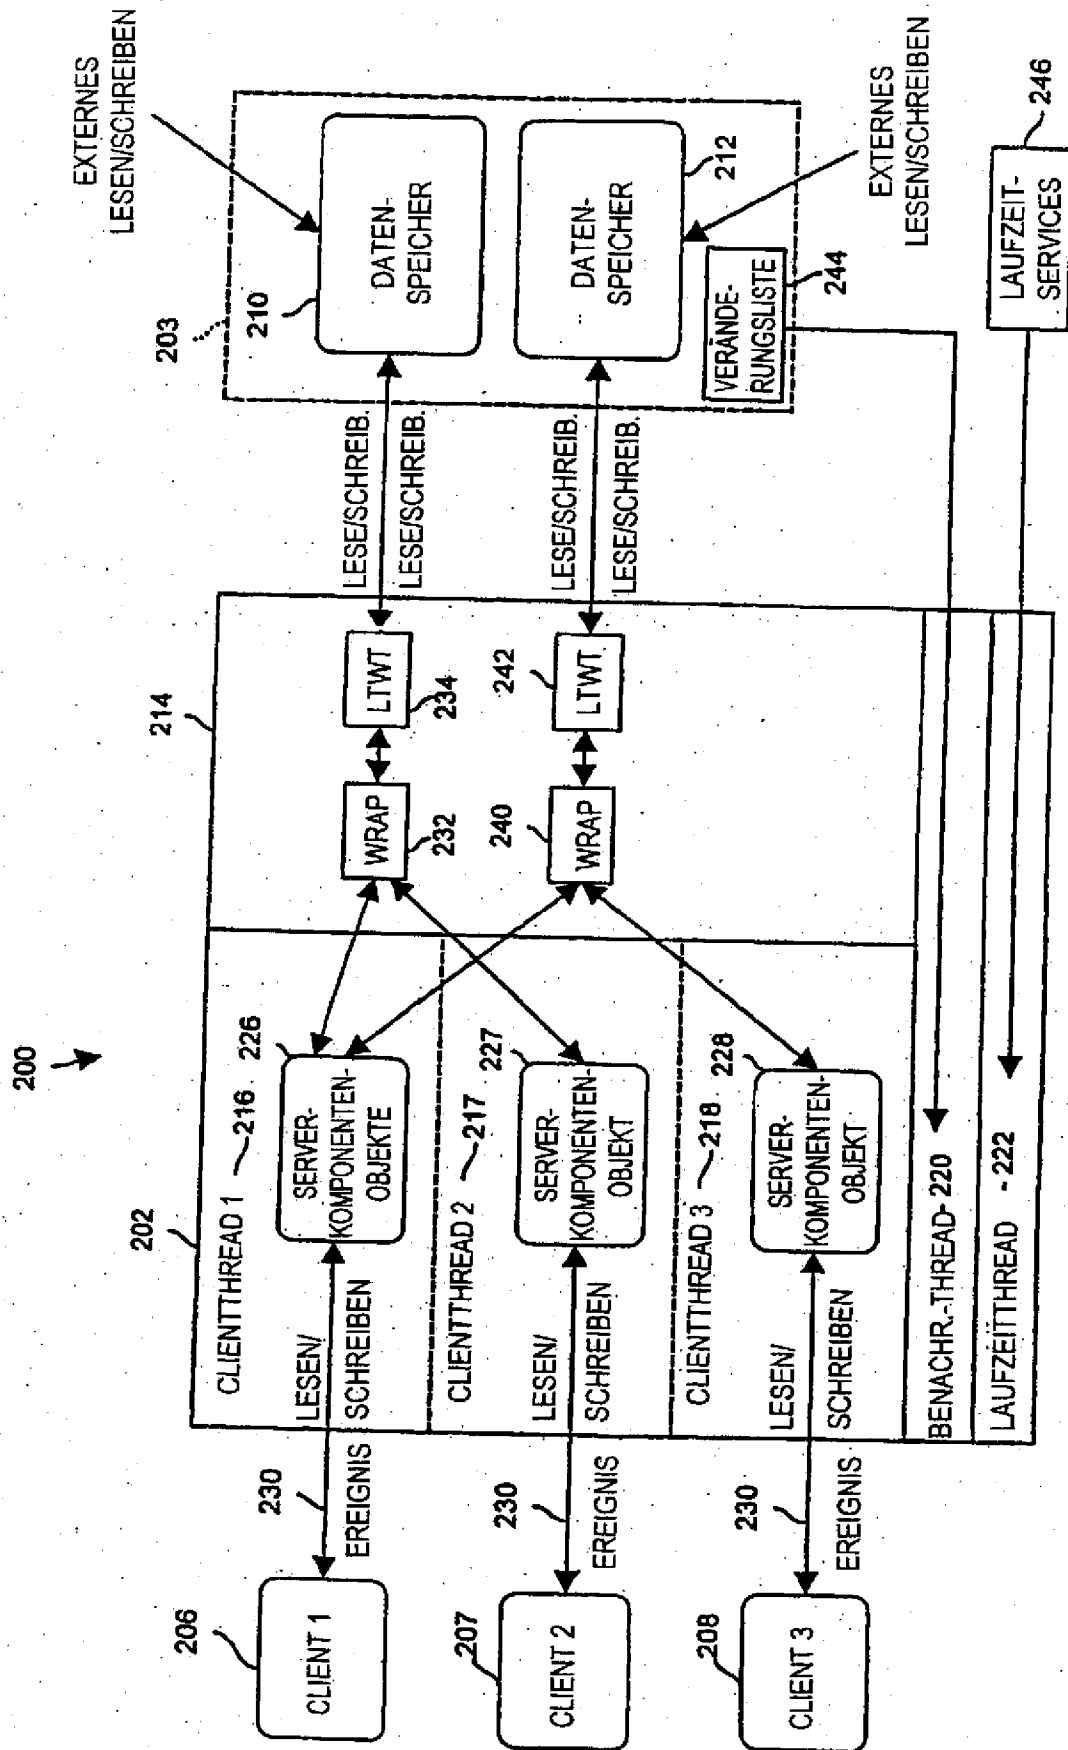 200
206
CLIENT 1
230
EREIGNIS
207
CLIENT 2
230
EREIGNIS
208
CLIENT 3
230
EREIGNIS
202
CLIENTTHREAD 1
216
LESEN/
SCHREIBEN
226
SERVER-
KOMPONENTEN-
OBJEKTE
CLIENTTHREAD 2
217
LESEN/
SCHREIBEN
227
SERVER-
KOMPONENTEN-
OBJEKT
CLIENTTHREAD 3
218
LESEN/
SCHREIBEN
228
SERVER-
KOMPONENTEN-
OBJEKT
BENACHR.-THREAD-220
LAUFZEITTHREAD -222
214
WRAP
232
LTWT
234
240
WRAP
242
LTWT
LESE/SCHREIB.
LESE/SCHREIB.
LESE/SCHREIB.
LESE/SCHREIB.
203
210
DATEN-
SPEICHER
DATEN-
SPEICHER
212
VERÄNDE-
RUNGSLISTE
244
EXTERNES
LESEN/SCHREIBEN
EXTERNES
LESEN/SCHREIBEN
LAUFZEIT-
SERVICES
246